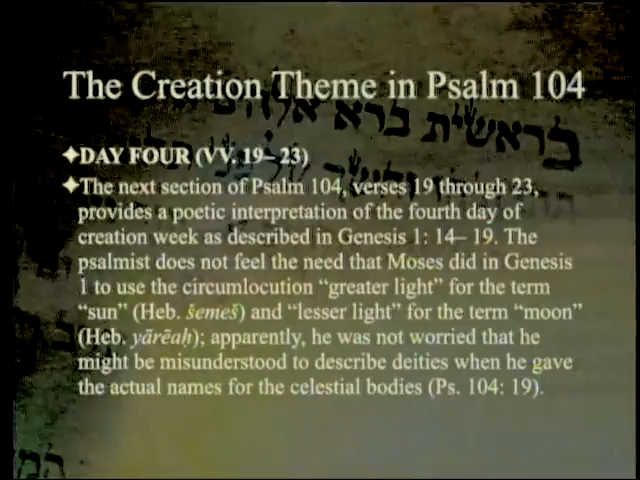 The Creation Theme in Psalm 104
בראשית ברא אלהים
✦DAY FOUR (VV. 19– 23)
✦The next section of Psalm 104, verses 19 through 23,
provides a poetic interpretation of the fourth day of
creation week as described in Genesis 1: 14– 19. The
psalmist does not feel the need that Moses did in Genesis
1 to use the circumlocution “greater light” for the term
“sun” (Heb. šemeš) and “lesser light” for the term “moon”
(Heb. yārēaḥ); apparently, he was not worried that he
might be misunderstood to describe deities when he gave
the actual names for the celestial bodies (Ps. 104: 19).